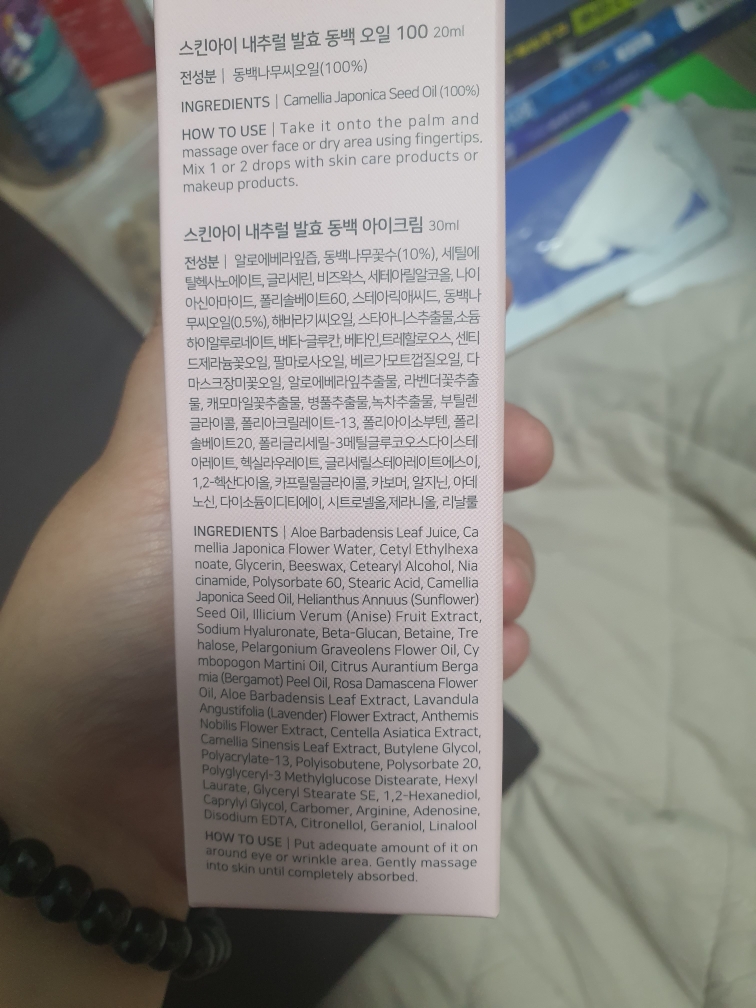 스킨아이 내추럴 발효 동백 오일 100 20ml
전성분 | 동백나무씨오일(100%)
INGREDIENTS | Camellia Japonica Seed Oil (100%)
HOW TO USE | Take it onto the palm and
massage over face or dry area using fingertips.
Mix 1 or 2 drops with skin care products or
makeup products.
스킨아이 내추럴 발효 동백 아이크림 30ml
전성분 | 알로에베라잎즙, 동백나무꽃수(10%), 세틸에
틸헥사노에이트, 글리세린, 비즈왁스, 세테아릴알코올, 나이
아신아마이드, 폴리솔베이트60, 스테아릭애씨드, 동백나
무씨오일(0.5%), 해바라기씨오일, 스타아니스추출물,소듐
하이알루로네이트, 베타-글루칸, 베타인,트레할로오스, 센티
드제라늄꽃오일, 팔마로사오일, 베르가모트껍질오일, 다
마스크장미꽃오일, 알로에베라잎추출물, 라벤더꽃추출
물, 캐모마일꽃추출물, 병풀추출물,녹차추출물, 부틸렌
글라이콜, 폴리아크릴레이트-13, 폴리아이소부텐, 폴리
솔베이트20, 폴리글리세릴-3메틸글루코오스다이스테
아레이트, 헥실라우레이트, 글리세릴스테아레이트에스이,
1,2-헥산다이올, 카프릴릴글라이콜, 카보머, 알지닌, 아데
노신, 다이소듐이디티에이, 시트로넬올,제라니올, 리날룰
INGREDIENTS | Aloe Barbadensis Leaf Juice, Ca
mellia Japonica Flower Water, Cetyl Ethylhexa
noate, Glycerin, Beeswax, Cetearyl Alcohol, Nia
cinamide, Polysorbate 60, Stearic Acid, Camellia
Japonica Seed Oil, Helianthus Annuus (Sunflower)
Seed Oil, Illicium Verum (Anise) Fruit Extract,
Sodium Hyaluronate, Beta-Glucan, Betaine, Tre
halose, Pelargonium Graveolens Flower Oil, Cy
mbopogon Martini Oil, Citrus Aurantium Berga
mia (Bergamot) Peel Oil, Rosa Damascena Flower
Oil, Aloe Barbadensis Leaf Extract, Lavandula
Angustifolia (Lavender) Flower Extract, Anthemis
Nobilis Flower Extract, Centella Asiatica Extract,
Camellia Sinensis Leaf Extract, Butylene Glycol,
Polyacrylate-13, Polyisobutene, Polysorbate 20,
Polyglyceryl-3 Methylglucose Distearate, Hexyl
Laurate, Glyceryl Stearate SE, 1,2-Hexanediol,
Caprylyl Glycol, Carbomer, Arginine, Adenosine,
Disodium EDTA, Citronellol, Geraniol, Linalool
HOW TO USE | Put adequate amount of it on
around eye or wrinkle area. Gently massage
into skin until completely absorbed.